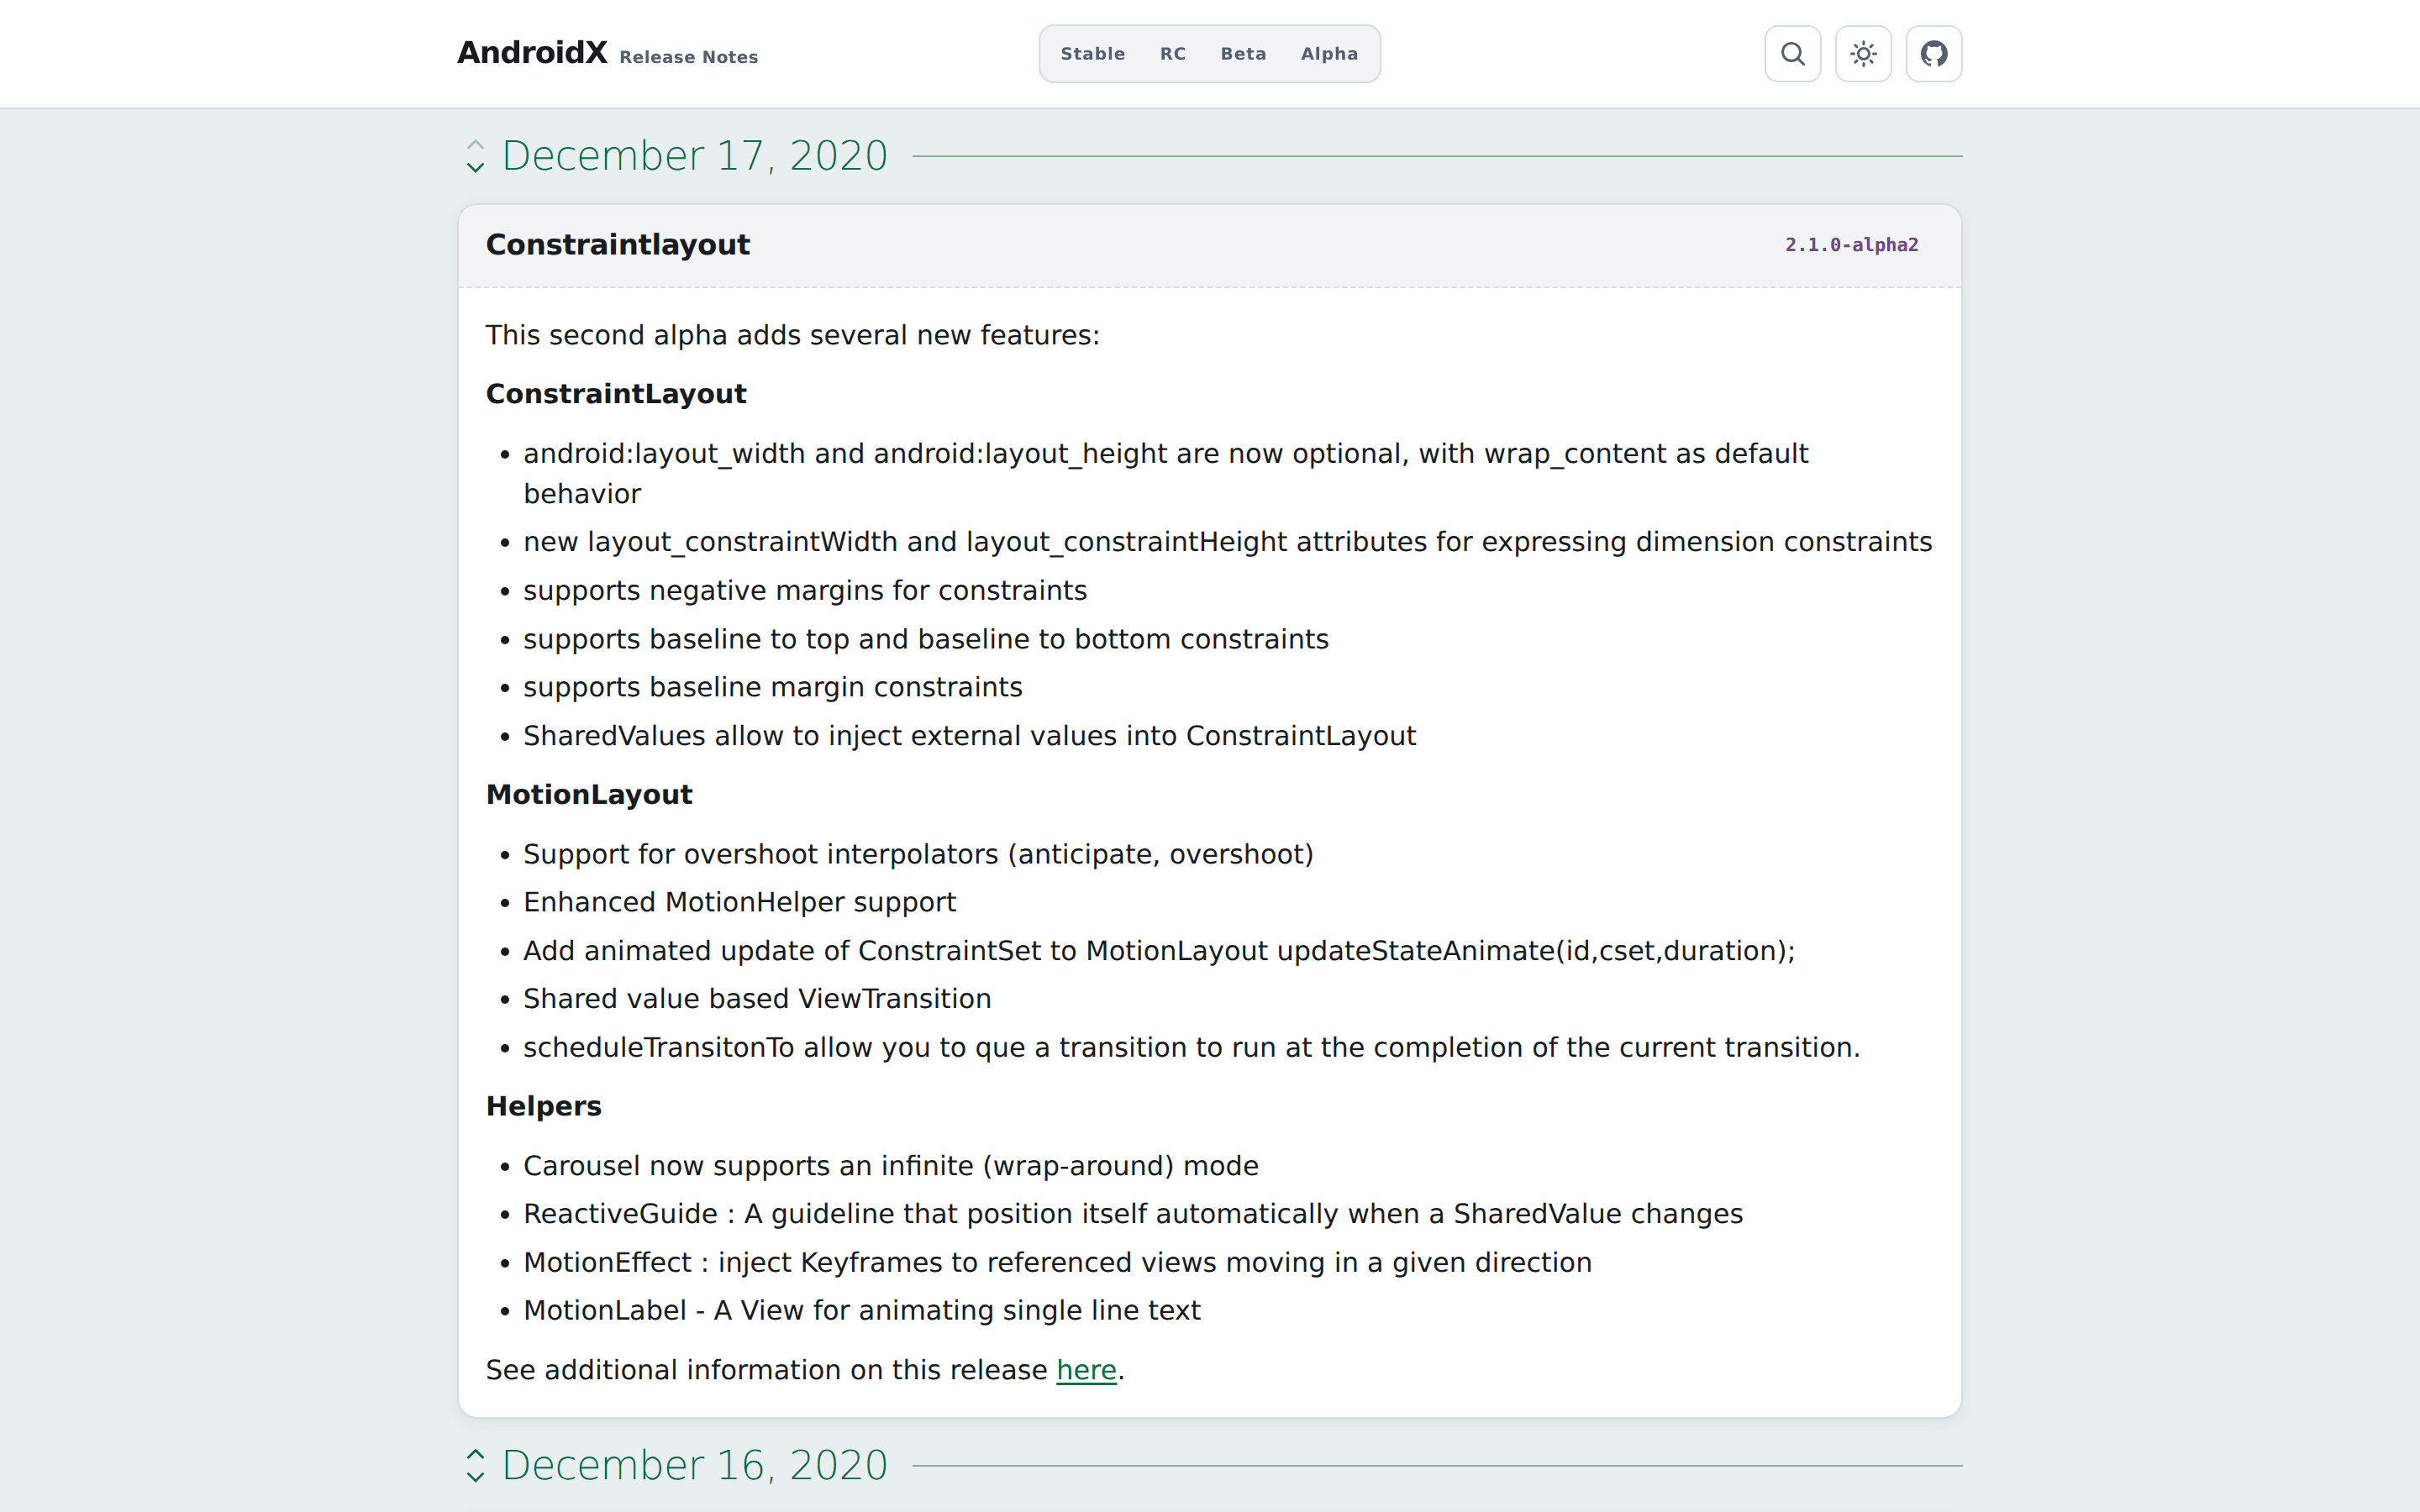 AndroidX Release Notes
Stable RC Beta Alpha
December 17, 2020
Constraintlayout
2.1.0-alpha2
This second alpha adds several new features:
ConstraintLayout
• android:layout_width and android:layout_height are now optional, with wrap_content as default
behavior
• new layout_constraintWidth and layout_constraintHeight attributes for expressing dimension constraints
• supports negative margins for constraints
• supports baseline to top and baseline to bottom constraints
• supports baseline margin constraints
• SharedValues allow to inject external values into ConstraintLayout
MotionLayout
• Support for overshoot interpolators (anticipate, overshoot)
• Enhanced MotionHelper support
• Add animated update of ConstraintSet to MotionLayout updateStateAnimate(id,cset,duration);
• Shared value based ViewTransition
• scheduleTransitonTo allow you to que a transition to run at the completion of the current transition.
Helpers
• Carousel now supports an infinite (wrap-around) mode
• ReactiveGuide : A guideline that position itself automatically when a SharedValue changes
• MotionEffect : inject Keyframes to referenced views moving in a given direction
• MotionLabel - A View for animating single line text
See additional information on this release here.
December 16, 2020